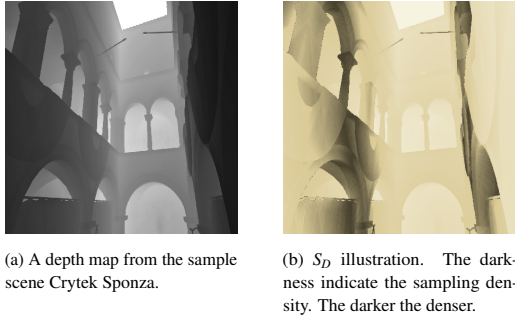 (a) A depth map from the sample
scene Crytek Sponza.
(b) S_D illustration. The dark-
ness indicate the sampling den-
sity. The darker the denser.